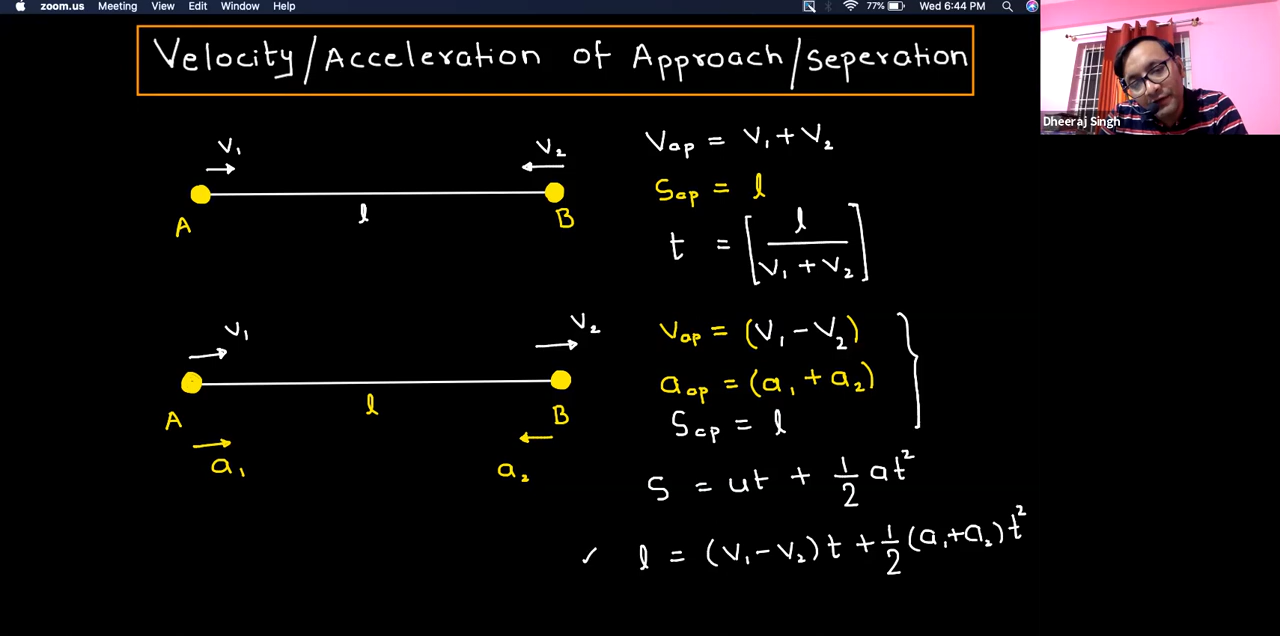 zoom.us Meeting View Edit Window Help 77% Wed 6:44 PM
Velocity/Acceleration of Approach/Seperation
Dheeraj Singh
V₁ V₂
A l B
Vap = V₁ + V₂
Sap = l
t = [l / (V₁ + V₂)]
V₁ V₂
A l B
a₁ a₂
Vap = (V₁ - V₂)
aap = (a₁ + a₂)
Sap = l
S = ut + 1/2 at²
✓ l = (V₁ - V₂)t + 1/2 (a₁+a₂)t²